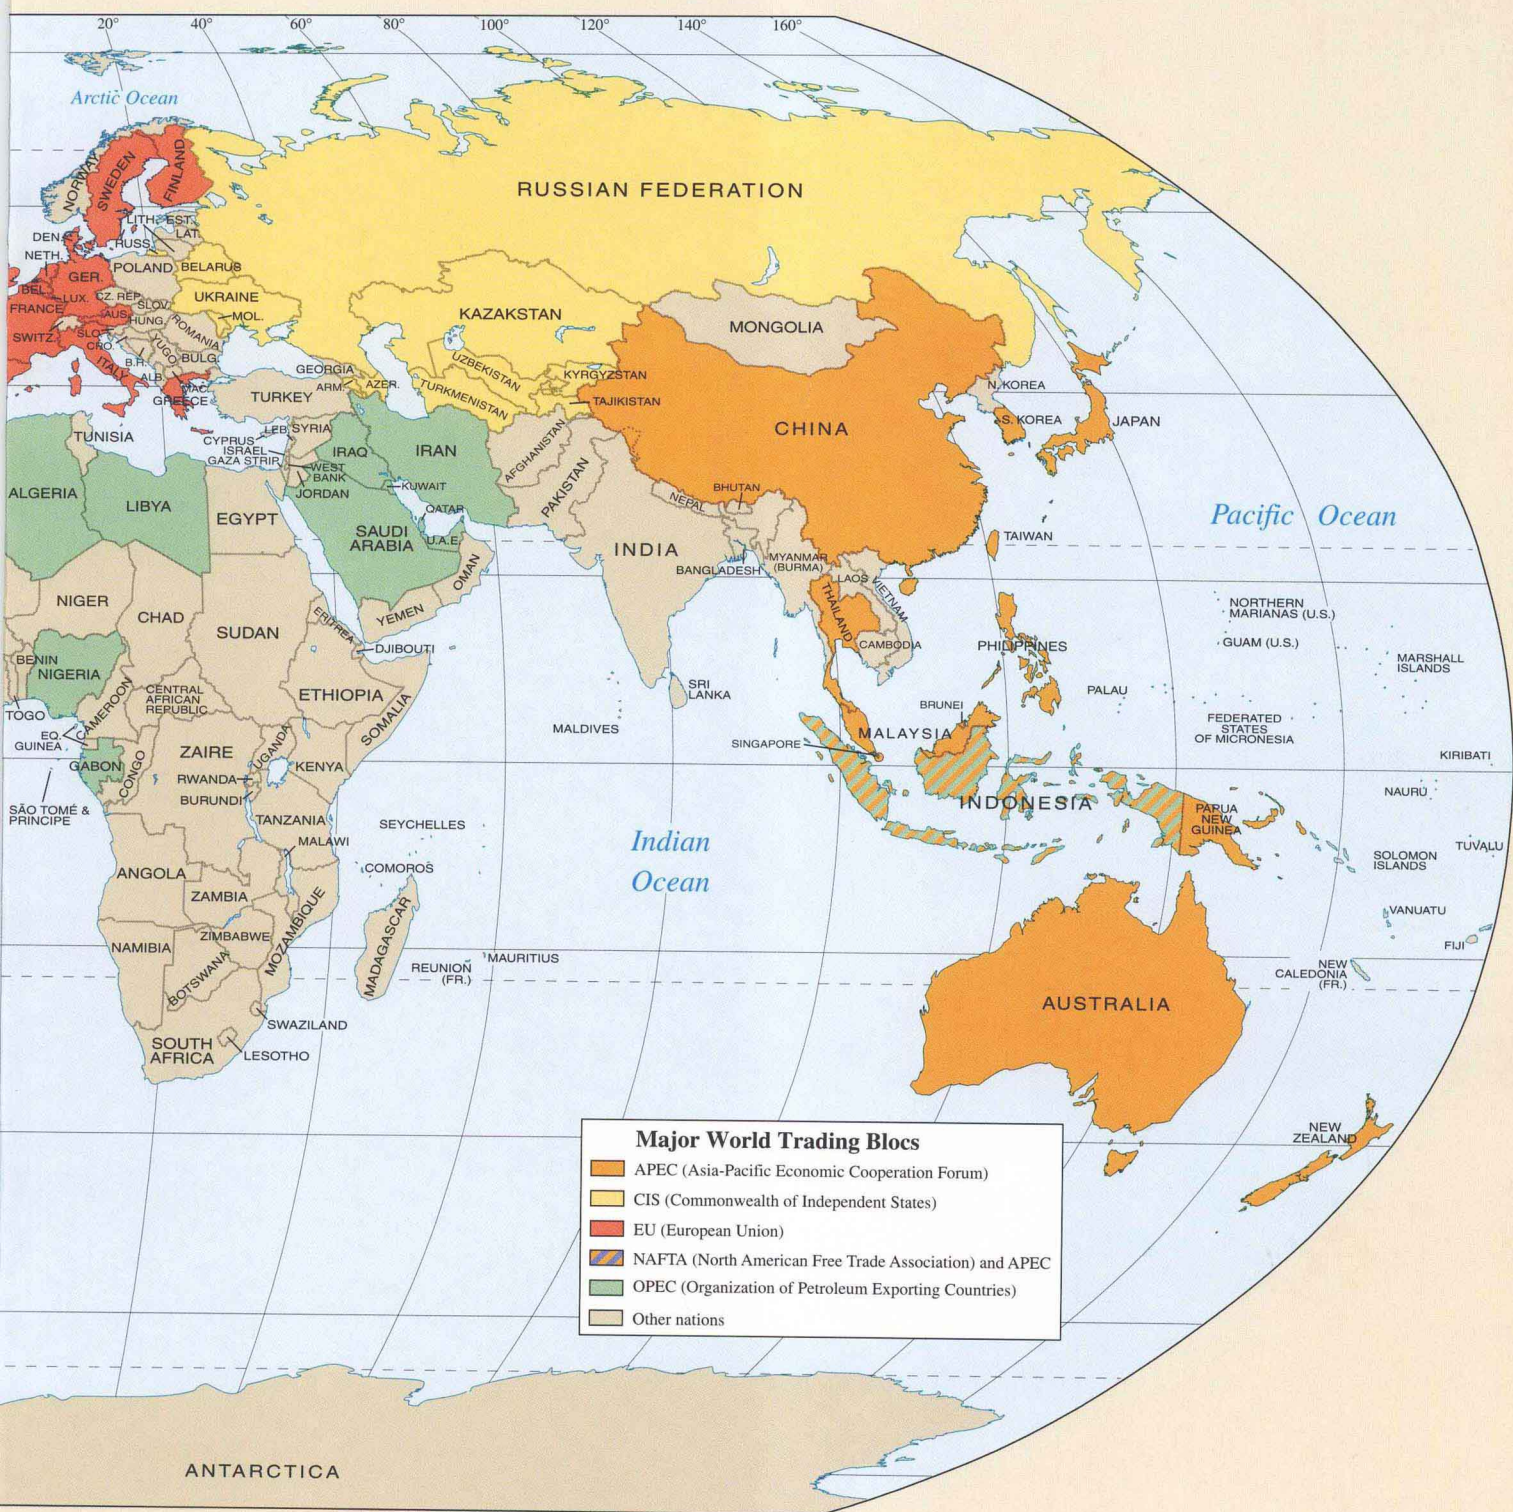 20° 40° 60° 80° 100° 120° 140° 160°
Arctic Ocean
NORWAY
SWEDEN
FINLAND
RUSSIAN FEDERATION
LITH. EST.
LAT.
DEN.
RUSS.
NETH.
POLAND
BELARUS
GER.
BEL.
LUX.
CZ. REP.
UKRAINE
SLOV.
FRANCE
AUS.
HUNG.
MOL.
ROMANIA
SWITZ.
SLO.
CRO.
YUGO.
B.H.
BULG.
ITALY
ALB.
MAC.
GREECE
KAZAKSTAN
MONGOLIA
UZBEKISTAN
KYRGYZSTAN
TURKMENISTAN
TAJIKISTAN
GEORGIA
ARM.
AZER.
TURKEY
N. KOREA
S. KOREA
JAPAN
CHINA
TUNISIA
CYPRUS
LEB.
SYRIA
ISRAEL
GAZA STRIP
WEST
BANK
JORDAN
IRAQ
IRAN
AFGHANISTAN
PAKISTAN
KUWAIT
QATAR
U.A.E.
SAUDI
ARABIA
OMAN
YEMEN
ALGERIA
LIBYA
EGYPT
NEPAL
BHUTAN
INDIA
BANGLADESH
MYANMAR
(BURMA)
LAOS
VIETNAM
THAILAND
CAMBODIA
TAIWAN
Pacific Ocean
PHILIPPINES
NORTHERN
MARIANAS (U.S.)
GUAM (U.S.)
MARSHALL
ISLANDS
PALAU
FEDERATED
STATES
OF MICRONESIA
KIRIBATI
NAURU
NIGER
CHAD
SUDAN
ERITREA
DJIBOUTI
BENIN
NIGERIA
TOGO
CAMEROON
CENTRAL
AFRICAN
REPUBLIC
ETHIOPIA
SOMALIA
EQ.
GUINEA
GABON
CONGO
ZAIRE
UGANDA
KENYA
RWANDA
BURUNDI
SÃO TOMÉ &
PRINCIPE
TANZANIA
MALAWI
SEYCHELLES
COMOROS
MALDIVES
SRI
LANKA
BRUNEI
MALAYSIA
SINGAPORE
INDONESIA
PAPUA
NEW
GUINEA
SOLOMON
ISLANDS
TUVALU
VANUATU
FIJI
NEW
CALEDONIA
(FR.)
Indian
Ocean
ANGOLA
ZAMBIA
ZIMBABWE
MOZAMBIQUE
NAMIBIA
BOTSWANA
MADAGASCAR
REUNION
(FR.)
MAURITIUS
SWAZILAND
SOUTH
AFRICA
LESOTHO
AUSTRALIA
NEW
ZEALAND
Major World Trading Blocs
APEC (Asia-Pacific Economic Cooperation Forum)
CIS (Commonwealth of Independent States)
EU (European Union)
NAFTA (North American Free Trade Association) and APEC
OPEC (Organization of Petroleum Exporting Countries)
Other nations
ANTARCTICA